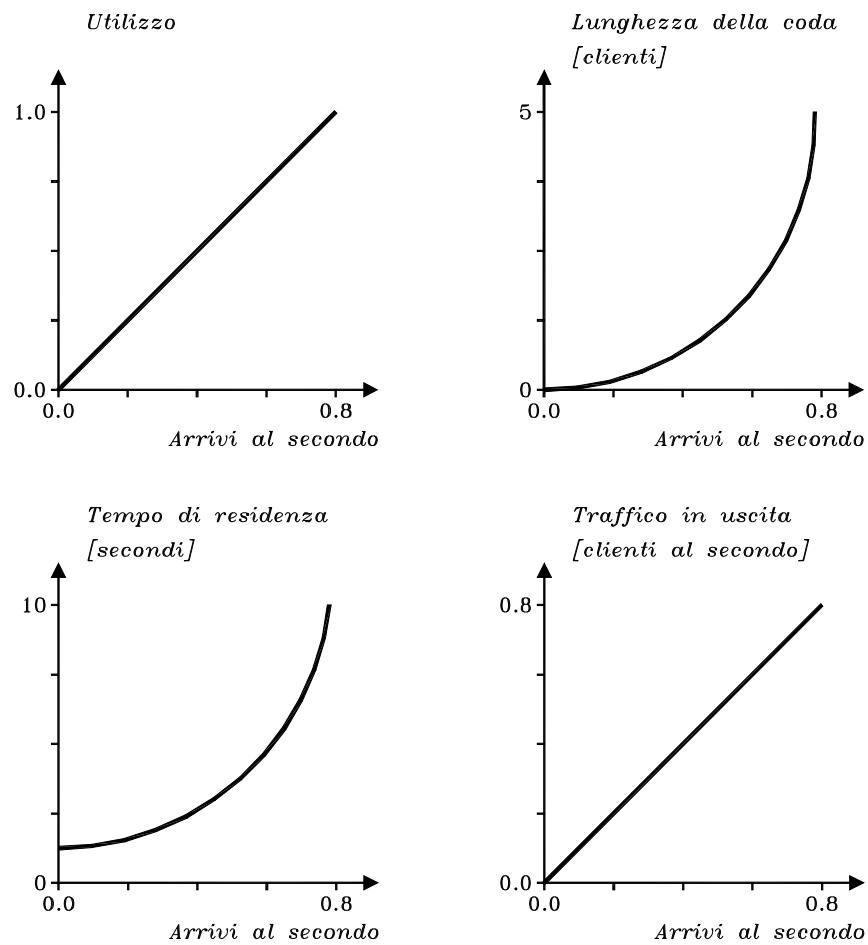 Utilizzo
1.0
0.0
0.0
0.8
Arrivi al secondo
Lunghezza della coda
[clienti]
5
0
0.0
0.8
Arrivi al secondo
Tempo di residenza
[secondi]
10
0
0.0
0.8
Arrivi al secondo
Traffico in uscita
[clienti al secondo]
0.8
0.0
0.0
0.8
Arrivi al secondo